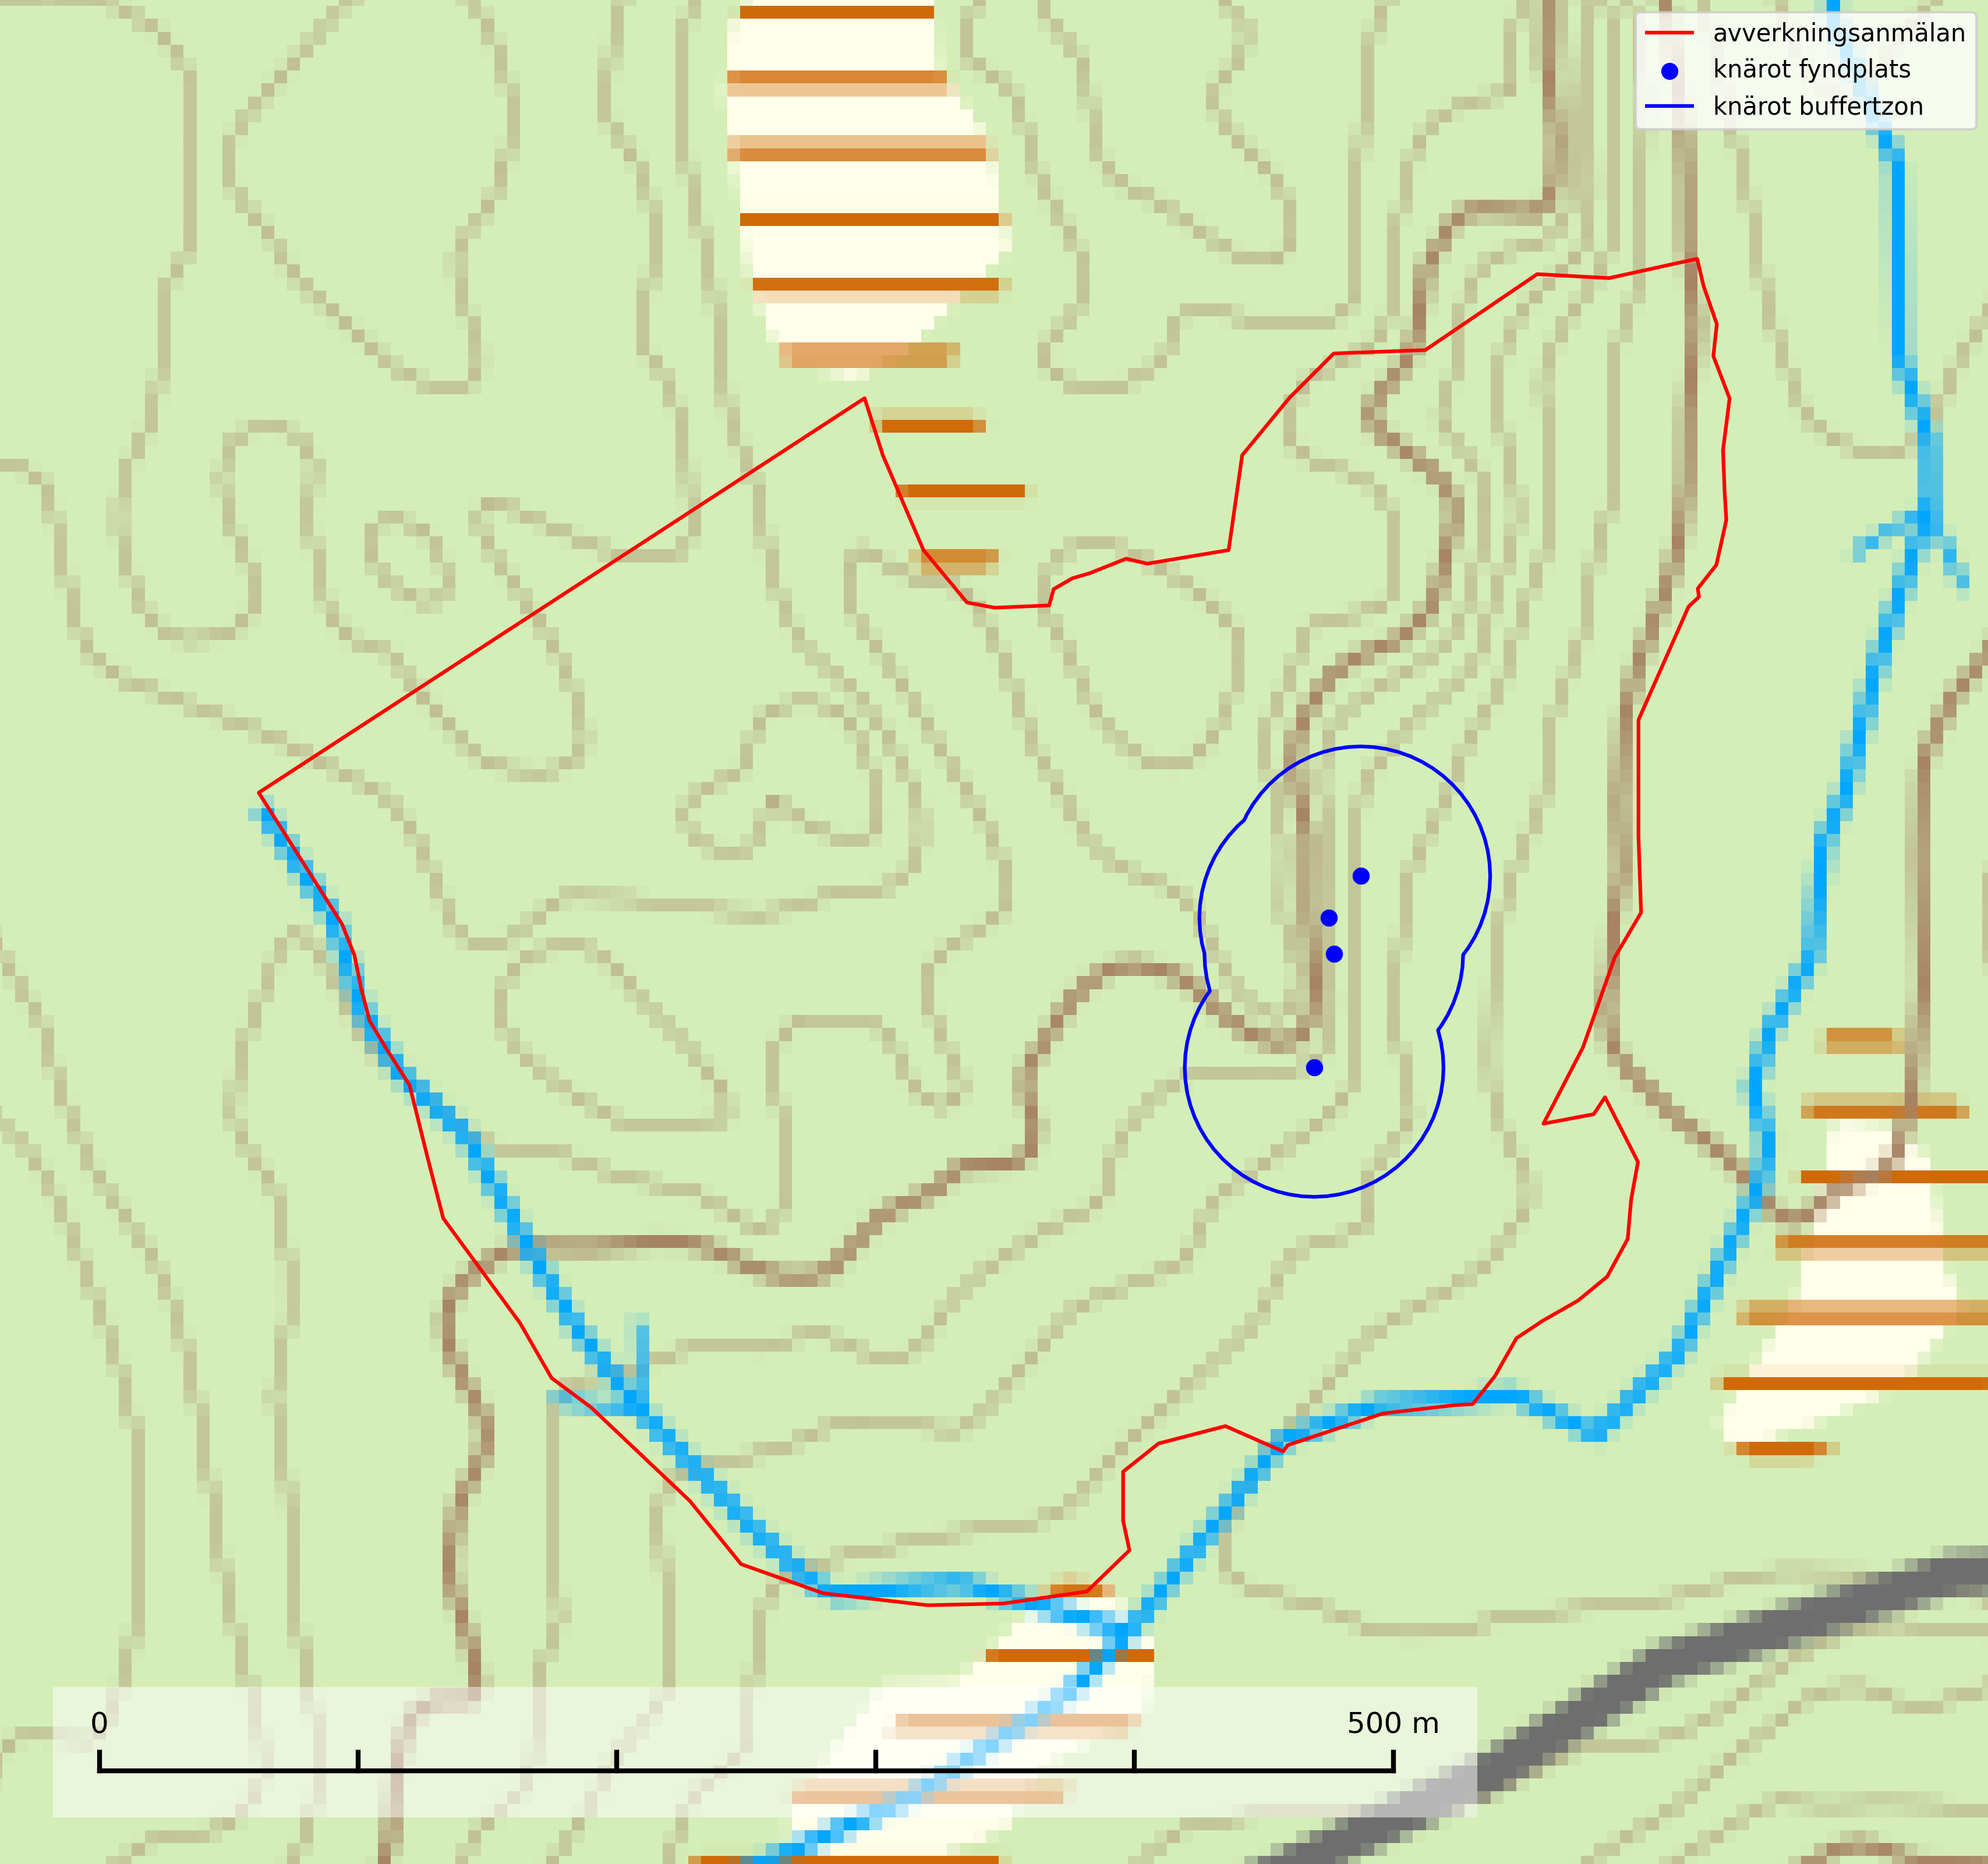 avverkningsanmälan
knärot fyndplats
knärot buffertzon
0 500 m